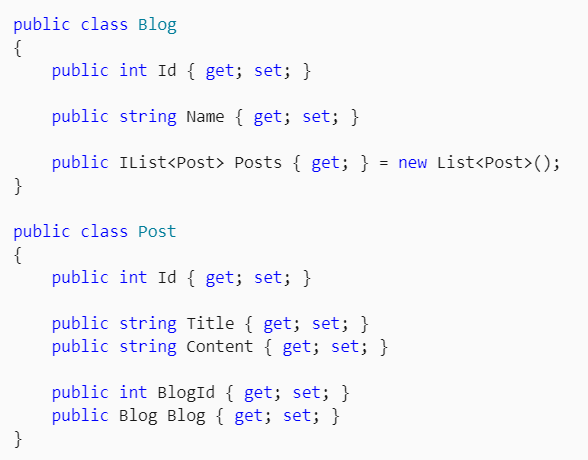 public class Blog
{
    public int Id { get; set; }

    public string Name { get; set; }

    public IList<Post> Posts { get; } = new List<Post>();
}

public class Post
{
    public int Id { get; set; }

    public string Title { get; set; }
    public string Content { get; set; }

    public int BlogId { get; set; }
    public Blog Blog { get; set; }
}